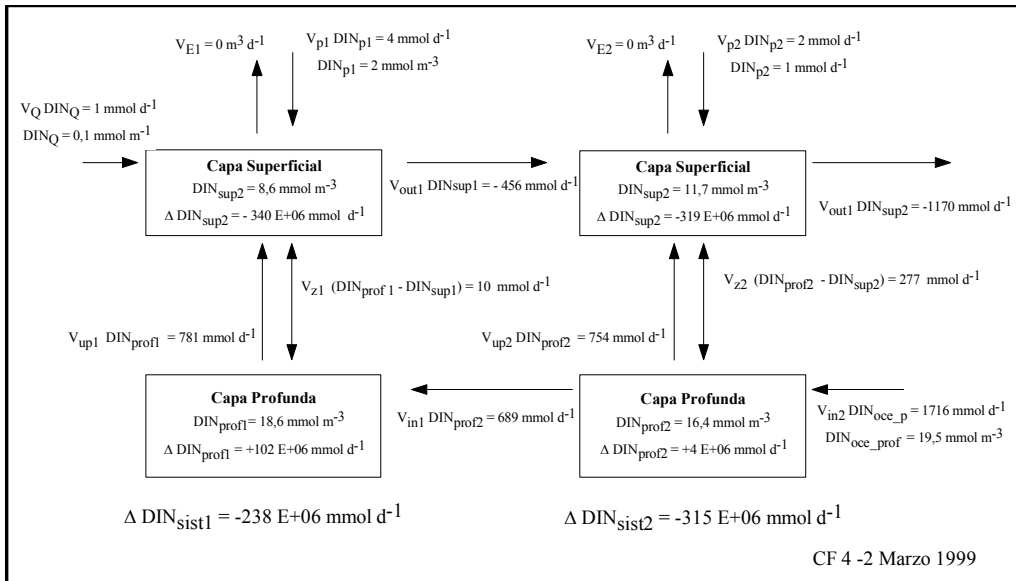 V_E1 = 0 m³ d⁻¹
V_p1 DIN_p1 = 4 mmol d⁻¹
DIN_p1 = 2 mmol m⁻³
V_E2 = 0 m³ d⁻¹
V_p2 DIN_p2 = 2 mmol d⁻¹
DIN_p2 = 1 mmol d⁻¹
V_Q DIN_Q = 1 mmol d⁻¹
DIN_Q = 0,1 mmol m⁻¹
Capa Superficial
DIN_sup2 = 8,6 mmol m⁻³
Δ DIN_sup2 = - 340 E+06 mmol d⁻¹
V_out1 DIN_sup1 = - 456 mmol d⁻¹
Capa Superficial
DIN_sup2 = 11,7 mmol m⁻³
Δ DIN_sup2 = -319 E+06 mmol d⁻¹
V_out1 DIN_sup2 = -1170 mmol d⁻¹
V_z1 (DIN_prof 1 - DIN_sup1) = 10 mmol d⁻¹
V_z2 (DIN_prof2 - DIN_sup2) = 277 mmol d⁻¹
V_up1 DIN_prof1 = 781 mmol d⁻¹
V_up2 DIN_prof2 = 754 mmol d⁻¹
Capa Profunda
DIN_prof1 = 18,6 mmol m⁻³
Δ DIN_prof1 = +102 E+06 mmol d⁻¹
V_in1 DIN_prof2 = 689 mmol d⁻¹
Capa Profunda
DIN_prof2 = 16,4 mmol m⁻³
Δ DIN_prof2 = +4 E+06 mmol d⁻¹
V_in2 DIN_oce_p = 1716 mmol d⁻¹
DIN_oce_prof = 19,5 mmol m⁻³
Δ DIN_sist1 = -238 E+06 mmol d⁻¹
Δ DIN_sist2 = -315 E+06 mmol d⁻¹
CF 4 -2 Marzo 1999